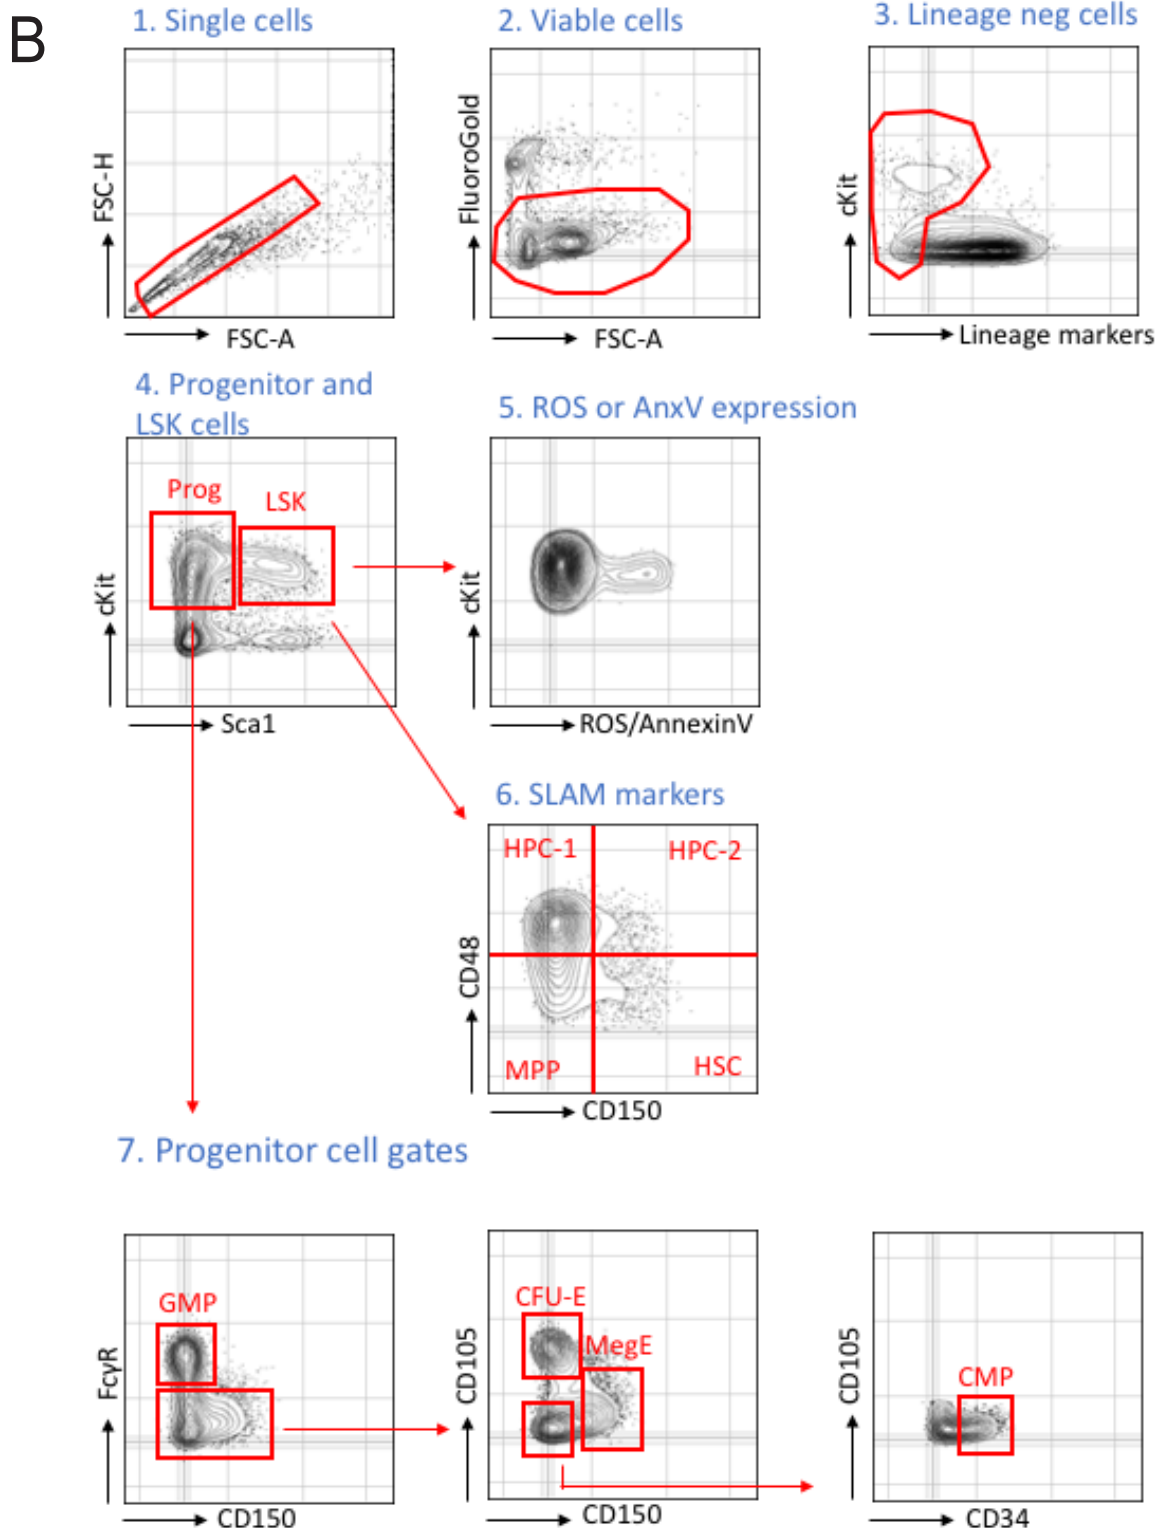 B
1. Single cells
2. Viable cells
3. Lineage neg cells
FSC-H
FSC-A
FluoroGold
FSC-A
cKit
Lineage markers
4. Progenitor and
LSK cells
5. ROS or AnxV expression
Prog
LSK
cKit
Sca1
cKit
ROS/AnnexinV
6. SLAM markers
HPC-1
HPC-2
CD48
MPP
HSC
CD150
7. Progenitor cell gates
GMP
FcγR
CD150
CFU-E
MegE
CD105
CD150
CMP
CD105
CD34